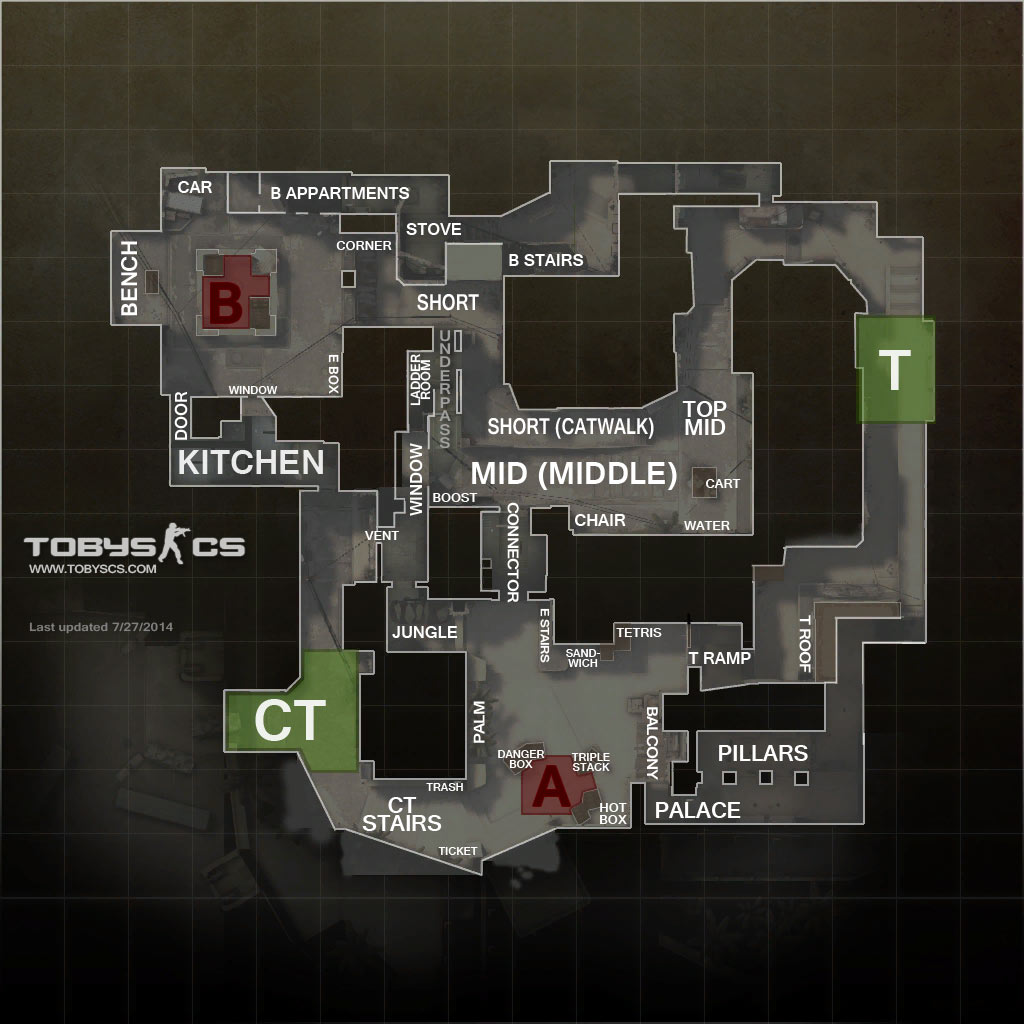 CAR
B APPARTMENTS
STOVE
CORNER
B STAIRS
BENCH
B
SHORT
UNDERPASS
LADDER
ROOM
E BOX
WINDOW
DOOR
KITCHEN
WINDOW
SHORT (CATWALK)
TOP
MID
T
MID (MIDDLE)
CART
BOOST
CONNECTOR
CHAIR
WATER
VENT
TOBYS CS
WWW.TOBYSCS.COM
Last updated 7/27/2014
JUNGLE
E STAIRS
TETRIS
SAND-
WICH
T RAMP
T ROOF
CT
PALM
BALCONY
DANGER
BOX
TRIPLE
STACK
PILLARS
A
TRASH
HOT
BOX
PALACE
CT
STAIRS
TICKET